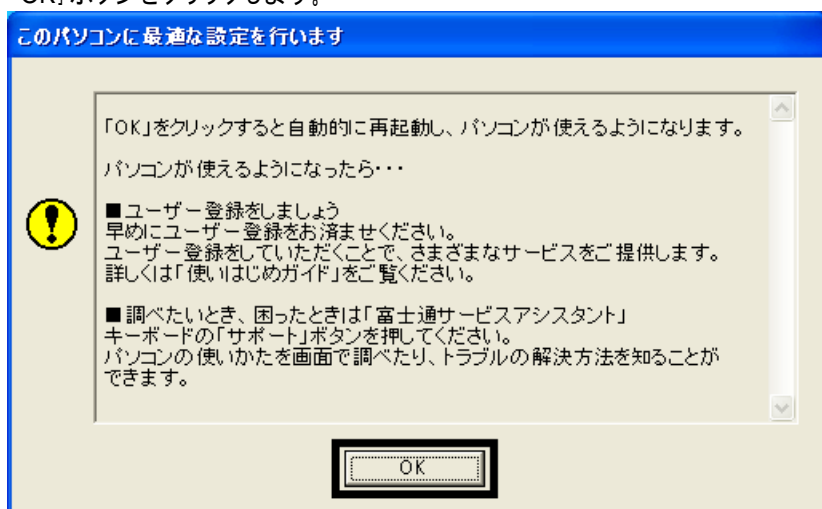 OK]ボタンをクリックします。
このパソコンに最適な設定を行います
「OK」をクリックすると自動的に再起動し、パソコンが使えるようになります。
パソコンが使えるようになったら・・・
■ユーザー登録をしましょう
早めにユーザー登録をお済ませください。
ユーザー登録をしていただくことで、さまざまなサービスをご提供します。
詳しくは「使いはじめガイド」をご覧ください。
■調べたいとき、困ったときは「富士通サービスアシスタント」
キーボードの「サポート」ボタンを押してください。
パソコンの使いかたを画面で調べたり、トラブルの解決方法を知ることが
できます。
OK